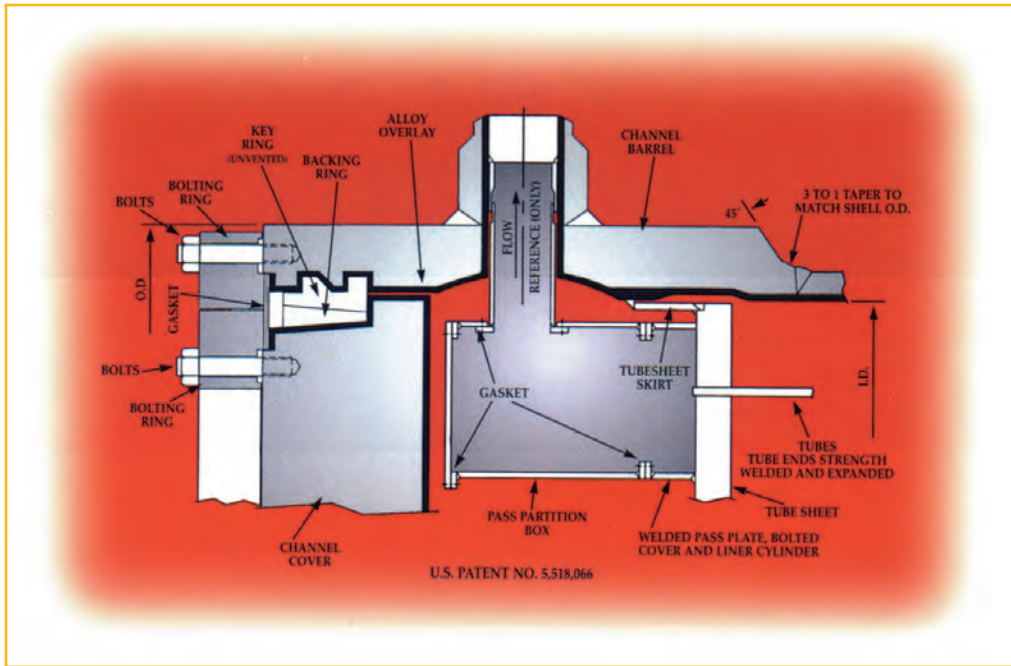 KEY
RING
(UNVENTED)
ALLOY
OVERLAY
BACKING
RING
CHANNEL
BARREL
BOLTING
RING
BOLTS
3 TO 1 TAPER TO
MATCH SHELL O.D.
45°
FLOW
REFERENCE (ONLY)
O.D.
GASKET
BOLTS
BOLTING
RING
GASKET
TUBESHEET
SKIRT
I.D.
TUBES
TUBE ENDS STRENGTH
WELDED AND EXPANDED
TUBE SHEET
PASS PARTITION
BOX
WELDED PASS PLATE, BOLTED
COVER AND LINER CYLINDER
CHANNEL
COVER
U.S. PATENT NO. 5,518,066